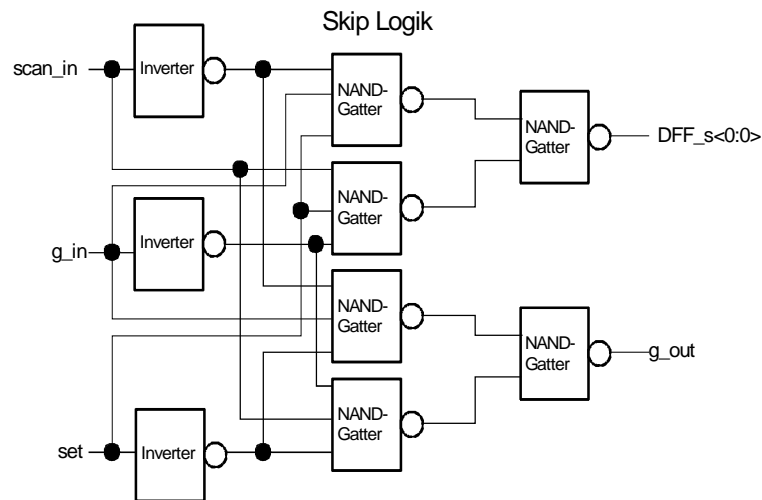 Skip Logik
scan_in
Inverter
NAND-
Gatter
NAND-
Gatter
DFF_s<0:0>
NAND-
Gatter
g_in
Inverter
NAND-
Gatter
NAND-
Gatter
g_out
NAND-
Gatter
set
Inverter